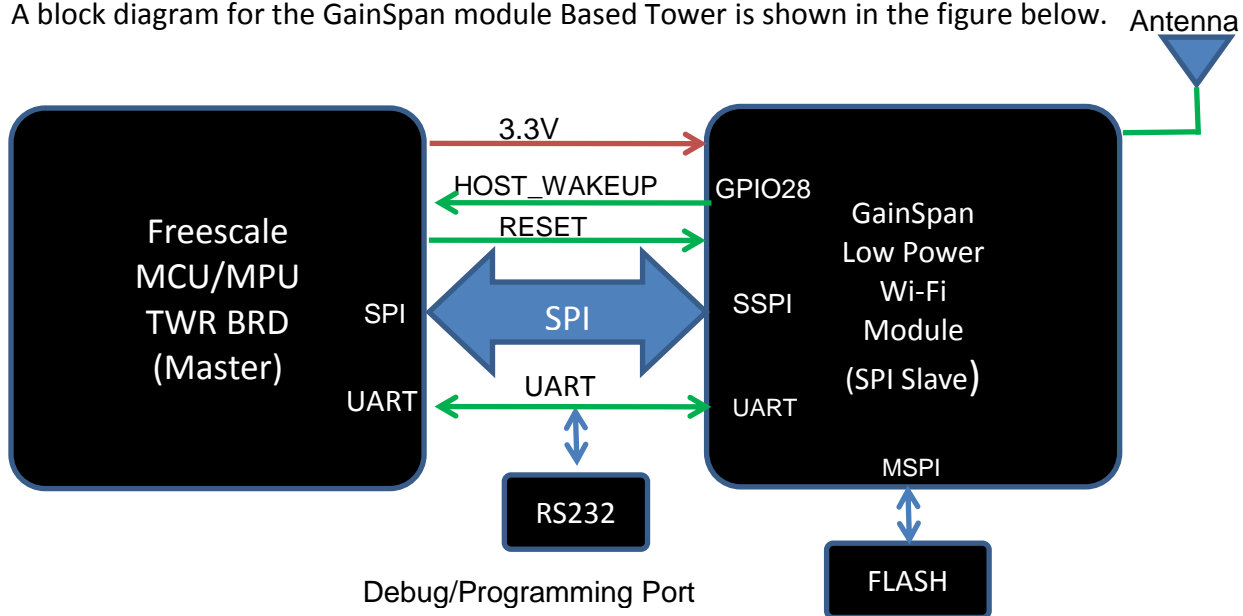 A block diagram for the GainSpan module Based Tower is shown in the figure below.
Antenna
3.3V
HOST_WAKEUP
GPIO28
RESET
Freescale
MCU/MPU
TWR BRD
(Master)
SPI
SPI
SSPI
GainSpan
Low Power
Wi-Fi
Module
(SPI Slave)
UART
UART
UART
MSPI
RS232
FLASH
Debug/Programming Port